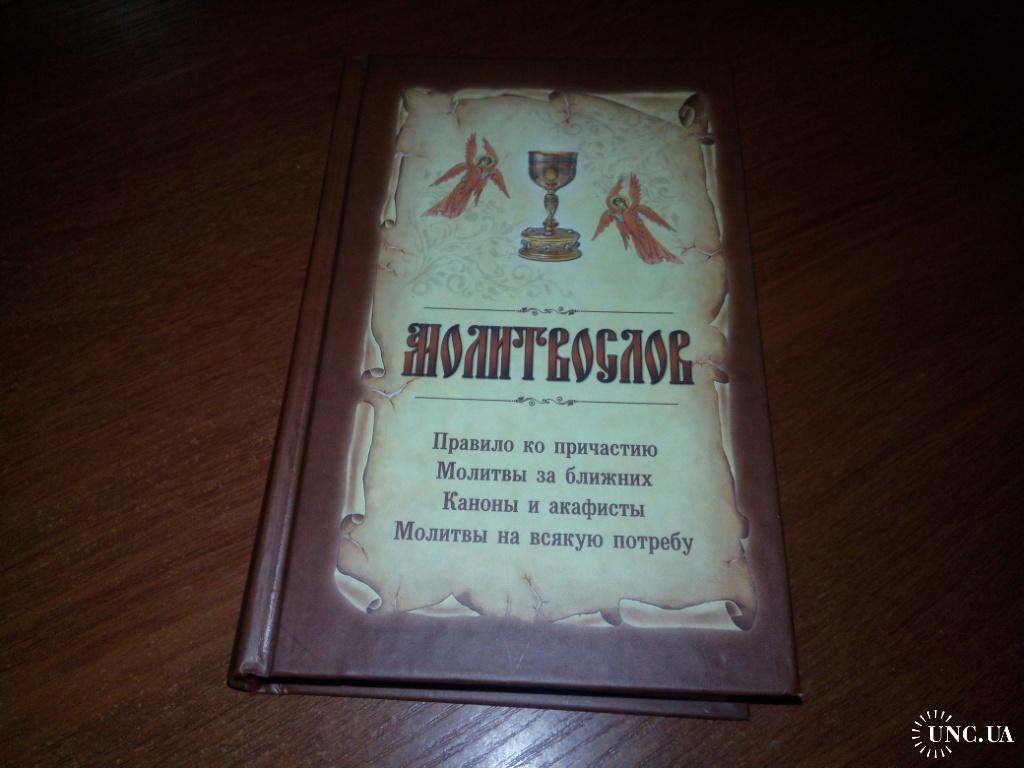 МОЛИТВОСЛОВ
Правило ко причастию
Молитвы за ближних
Каноны и акафисты
Молитвы на всякую потребу
UNC.UA